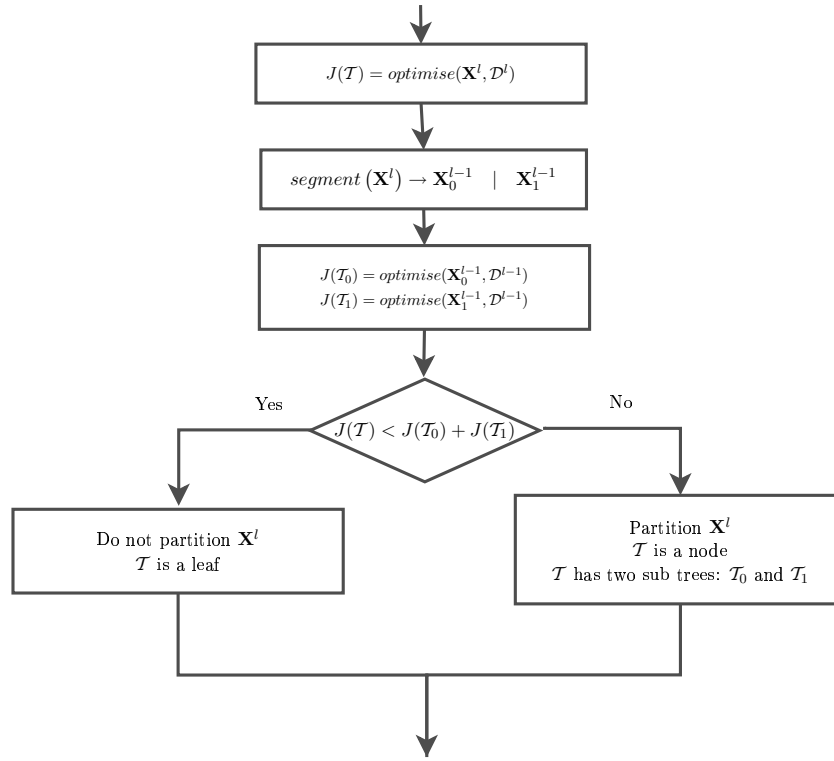 J(𝒯) = optimise(𝐗^l, 𝒟^l)
segment (𝐗^l) → 𝐗_0^{l−1} | 𝐗_1^{l−1}
J(𝒯_0) = optimise(𝐗_0^{l−1}, 𝒟^{l−1})
J(𝒯_1) = optimise(𝐗_1^{l−1}, 𝒟^{l−1})
Yes
No
J(𝒯) < J(𝒯_0) + J(𝒯_1)
Do not partition 𝐗^l
𝒯 is a leaf
Partition 𝐗^l
𝒯 is a node
𝒯 has two sub trees: 𝒯_0 and 𝒯_1